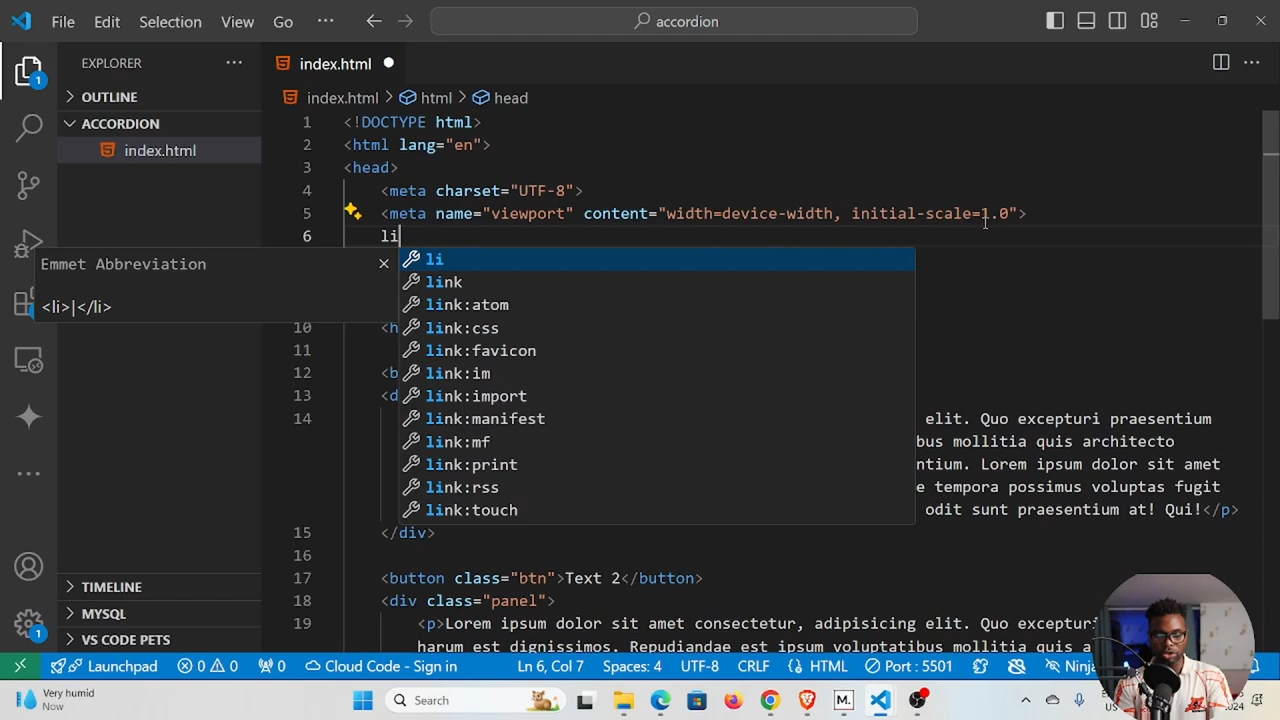 File Edit Selection View Go ··· accordion
EXPLORER ···
index.html
OUTLINE
index.html > html > head
ACCORDION
index.html
1 <!DOCTYPE html>
2 <html lang="en">
3 <head>
4 <meta charset="UTF-8">
5 <meta name="viewport" content="width=device-width, initial-scale=1.0">
6 li
Emmet Abbreviation
<li>|</li>
li
link
link:atom
link:css
link:favicon
link:im
link:import
link:manifest
link:mf
link:print
link:rss
link:touch
10 <h
11
12 <b
13 <d
14 elit. Quo excepturi praesentium
bus mollitia quis architecto
ntium. Lorem ipsum dolor sit amet
e tempora possimus voluptas fugit
odit sunt praesentium at! Qui!</p>
15 </div>
16
17 <button class="btn">Text 2</button>
18 <div class="panel">
19 <p>Lorem ipsum dolor sit amet consectetur, adipisicing elit. Quo excepturi
harum est dignissimos. Repudiandae est ipsum voluptatibus mollitia
TIMELINE
MYSQL
VS CODE PETS
1
1
Launchpad 0 0 0 Cloud Code - Sign in Ln 6, Col 7 Spaces: 4 UTF-8 CRLF HTML Port : 5501 Ninja
Very humid
Now
Search
M.